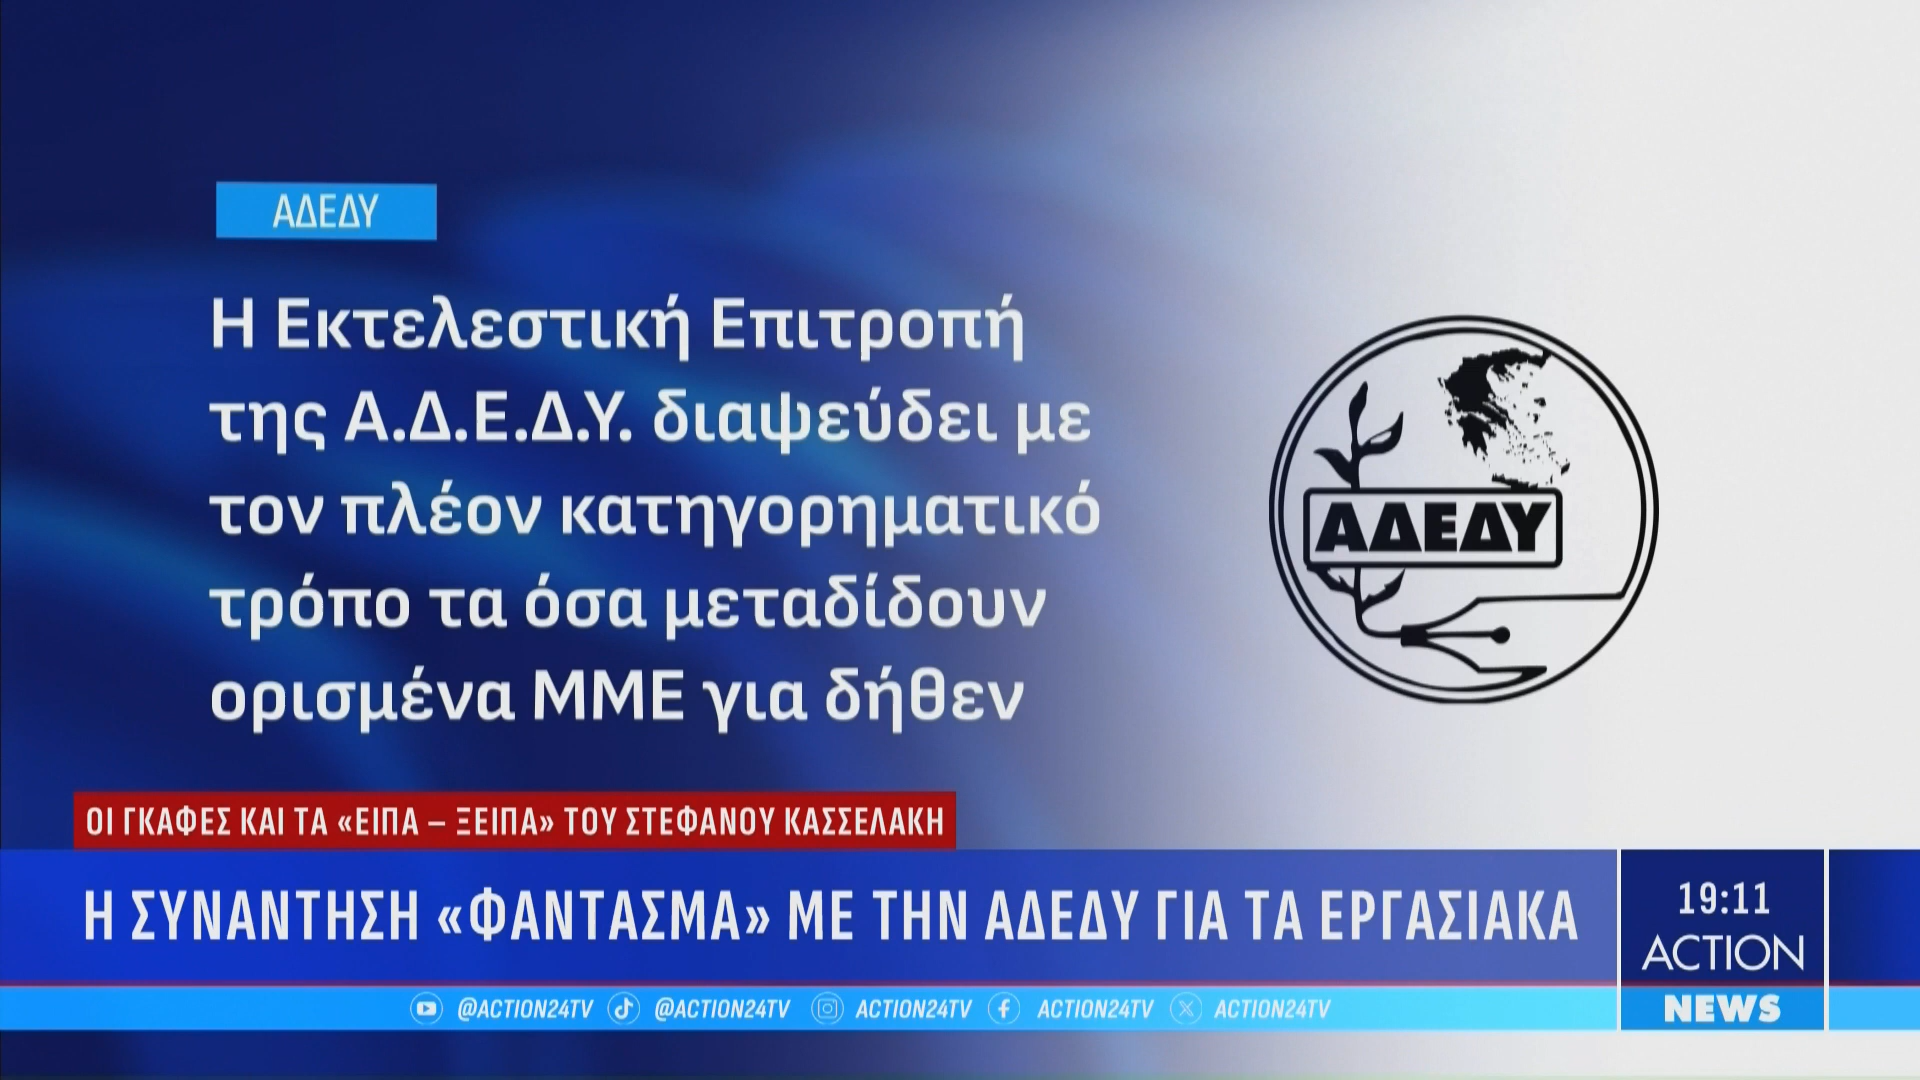 ΑΔΕΔΥ
Η Εκτελεστική Επιτροπή
της Α.Δ.Ε.Δ.Υ. διαψεύδει με
τον πλέον κατηγορηματικό
τρόπο τα όσα μεταδίδουν
ορισμένα ΜΜΕ για δήθεν
ΑΔΕΔΥ
ΟΙ ΓΚΑΦΕΣ ΚΑΙ ΤΑ «ΕΙΠΑ – ΞΕΙΠΑ» ΤΟΥ ΣΤΕΦΑΝΟΥ ΚΑΣΣΕΛΑΚΗ
Η ΣΥΝΑΝΤΗΣΗ «ΦΑΝΤΑΣΜΑ» ΜΕ ΤΗΝ ΑΔΕΔΥ ΓΙΑ ΤΑ ΕΡΓΑΣΙΑΚΑ
19:11
ACTION
NEWS
@ACTION24TV @ACTION24TV ACTION24TV ACTION24TV ACTION24TV